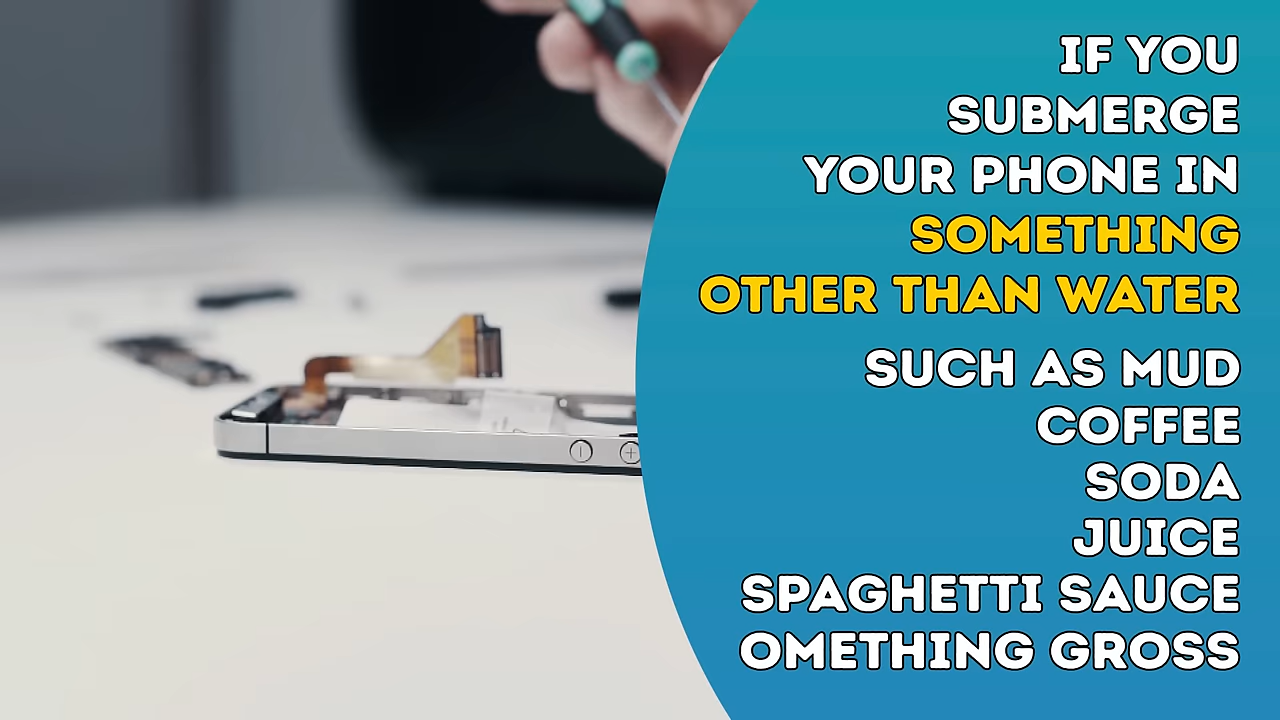 IF YOU
SUBMERGE
YOUR PHONE IN
SOMETHING
OTHER THAN WATER
SUCH AS MUD
COFFEE
SODA
JUICE
SPAGHETTI SAUCE
OMETHING GROSS